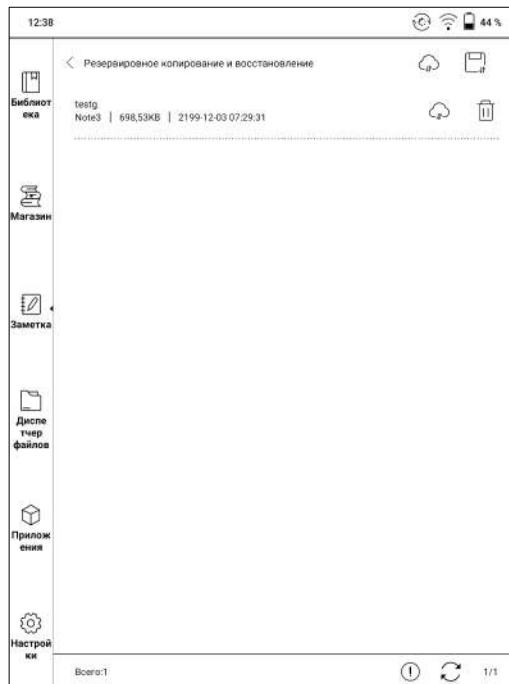 12:38
44 %
Резервировное копирование и восстановление
testg
Note3 | 698,53KB | 2199-12-03 07:29:31
Библиот
ека
Магазин
Заметка
Диспе
тчер
файлов
Прилож
ения
Настрой
ки
Всего:1
1/1